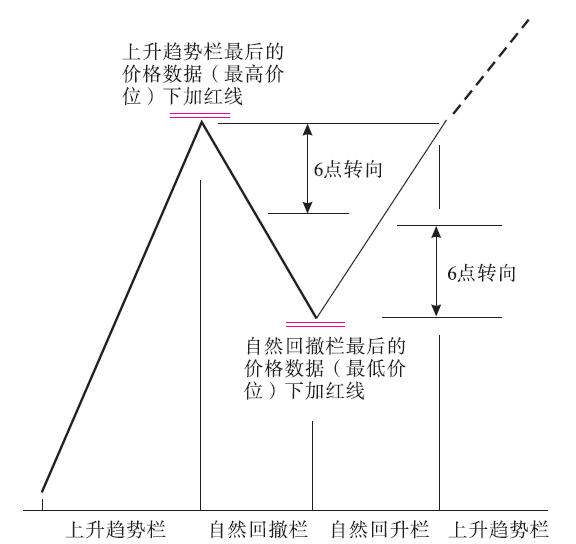 上升趋势栏最后的
价格数据（最高价
位）下加红线
6点转向
6点转向
自然回撤栏最后的
价格数据（最低价
位）下加红线
上升趋势栏
自然回撤栏
自然回升栏
上升趋势栏